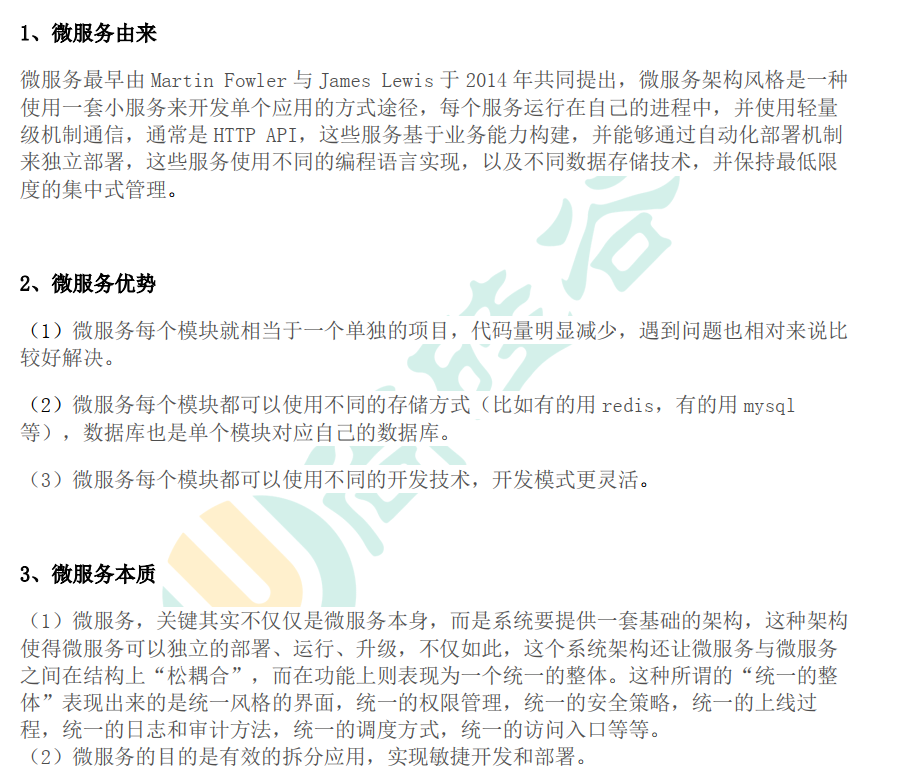 1、微服务由来
微服务最早由 Martin Fowler 与 James Lewis 于 2014 年共同提出，微服务架构风格是一种
使用一套小服务来开发单个应用的方式途径，每个服务运行在自己的进程中，并使用轻量
级机制通信，通常是 HTTP API，这些服务基于业务能力构建，并能够通过自动化部署机制
来独立部署，这些服务使用不同的编程语言实现，以及不同数据存储技术，并保持最低限
度的集中式管理。
2、微服务优势
（1）微服务每个模块就相当于一个单独的项目，代码量明显减少，遇到问题也相对来说比
较好解决。
（2）微服务每个模块都可以使用不同的存储方式（比如有的用 redis，有的用 mysql
等），数据库也是单个模块对应自己的数据库。
（3）微服务每个模块都可以使用不同的开发技术，开发模式更灵活。
3、微服务本质
（1）微服务，关键其实不仅仅是微服务本身，而是系统要提供一套基础的架构，这种架构
使得微服务可以独立的部署、运行、升级，不仅如此，这个系统架构还让微服务与微服务
之间在结构上“松耦合”，而在功能上则表现为一个统一的整体。这种所谓的“统一的整
体”表现出来的是统一风格的界面，统一的权限管理，统一的安全策略，统一的上线过
程，统一的日志和审计方法，统一的调度方式，统一的访问入口等等。
（2）微服务的目的是有效的拆分应用，实现敏捷开发和部署。
尚硅谷